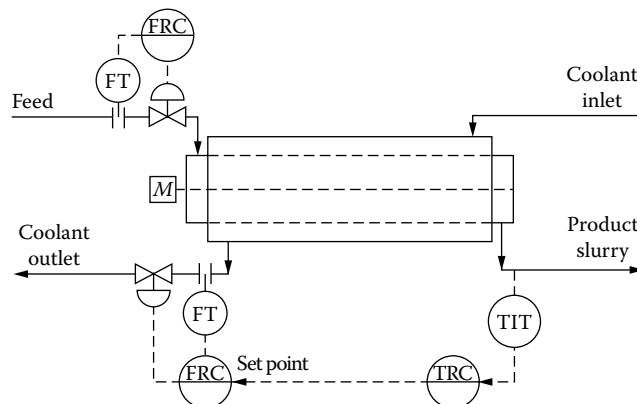 FRC
FT
Feed
Coolant
inlet
M
Coolant
outlet
Product
slurry
FT
TIT
FRC
Set point
TRC